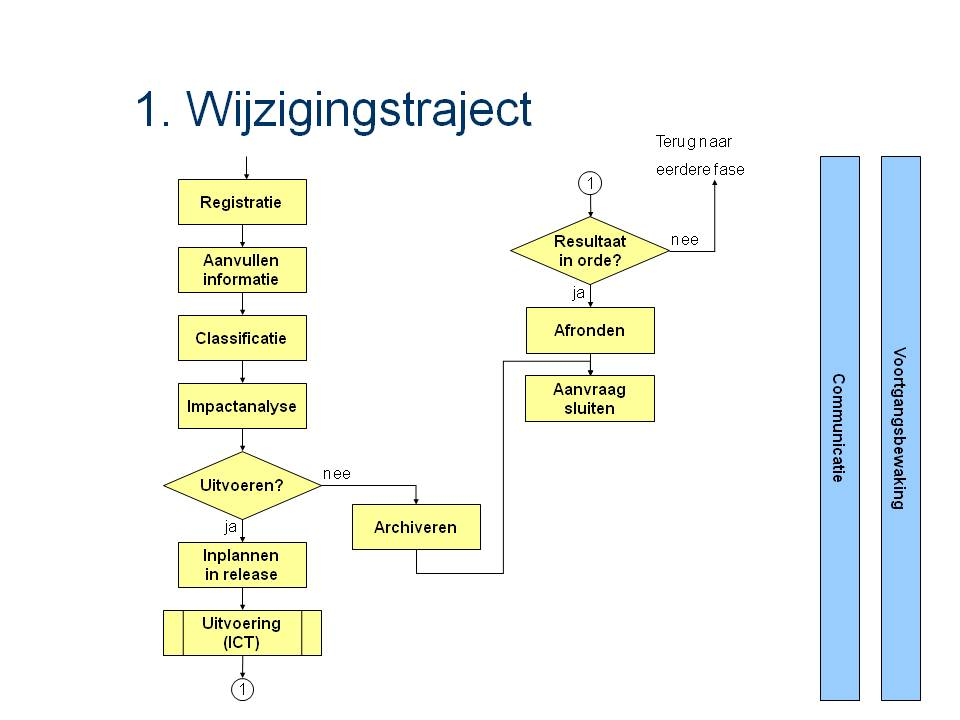 1. Wijzigingstraject
Registratie
Aanvullen
informatie
Classificatie
Impactanalyse
Uitvoeren?
nee
ja
Archiveren
Inplannen
in release
Uitvoering
(ICT)
1
1
Terug naar
eerdere fase
Resultaat
in orde?
nee
ja
Afronden
Aanvraag
sluiten
Communicatie
Voortgangsbewaking